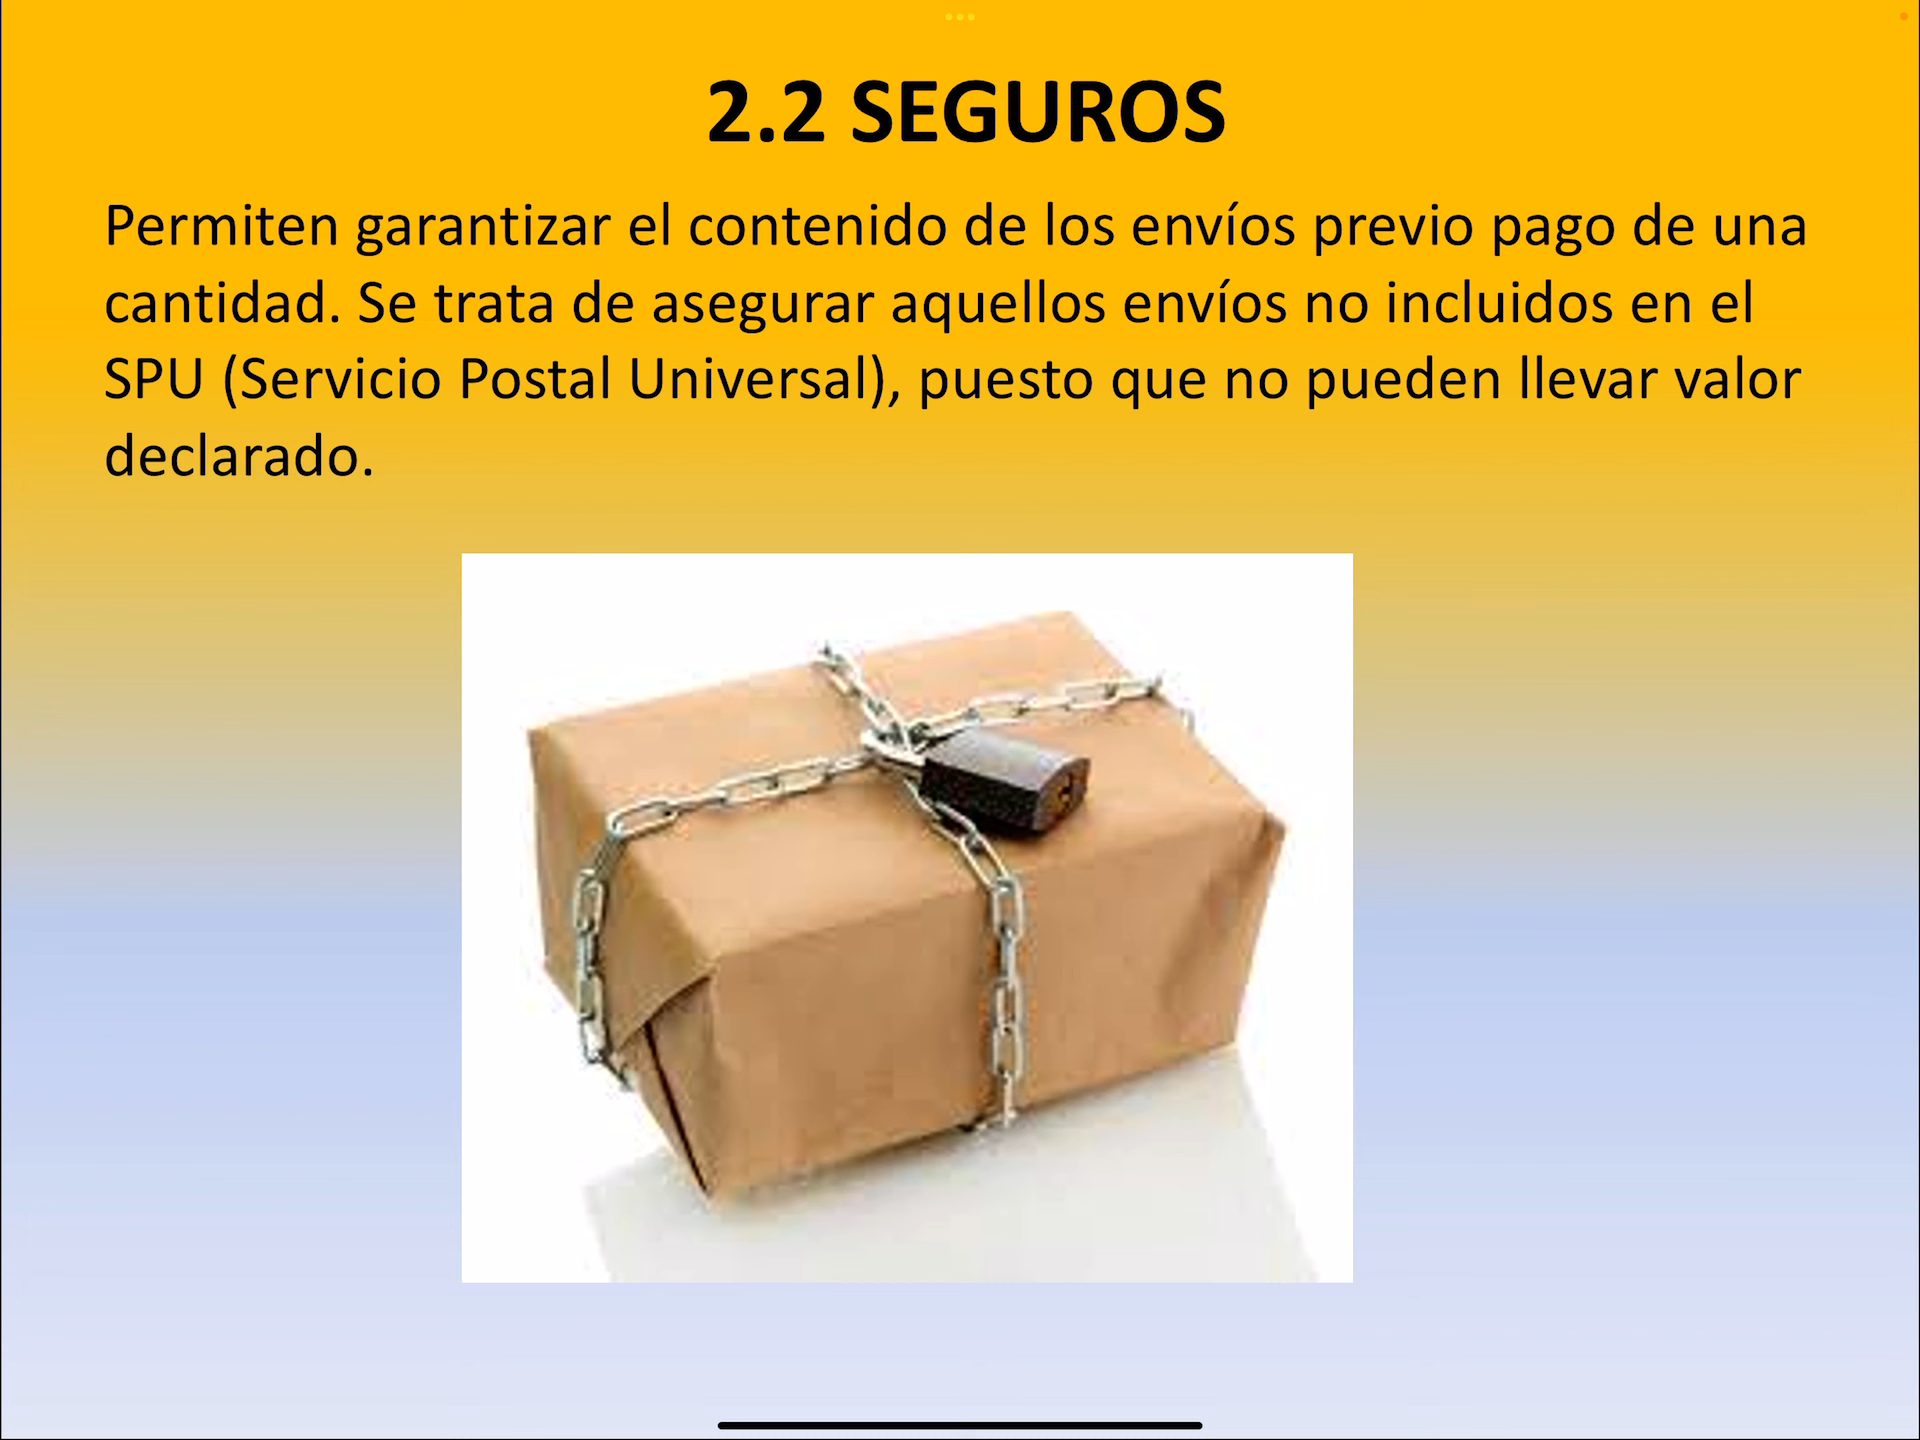 2.2 SEGUROS
Permiten garantizar el contenido de los envíos previo pago de una
cantidad. Se trata de asegurar aquellos envíos no incluidos en el
SPU (Servicio Postal Universal), puesto que no pueden llevar valor
declarado.